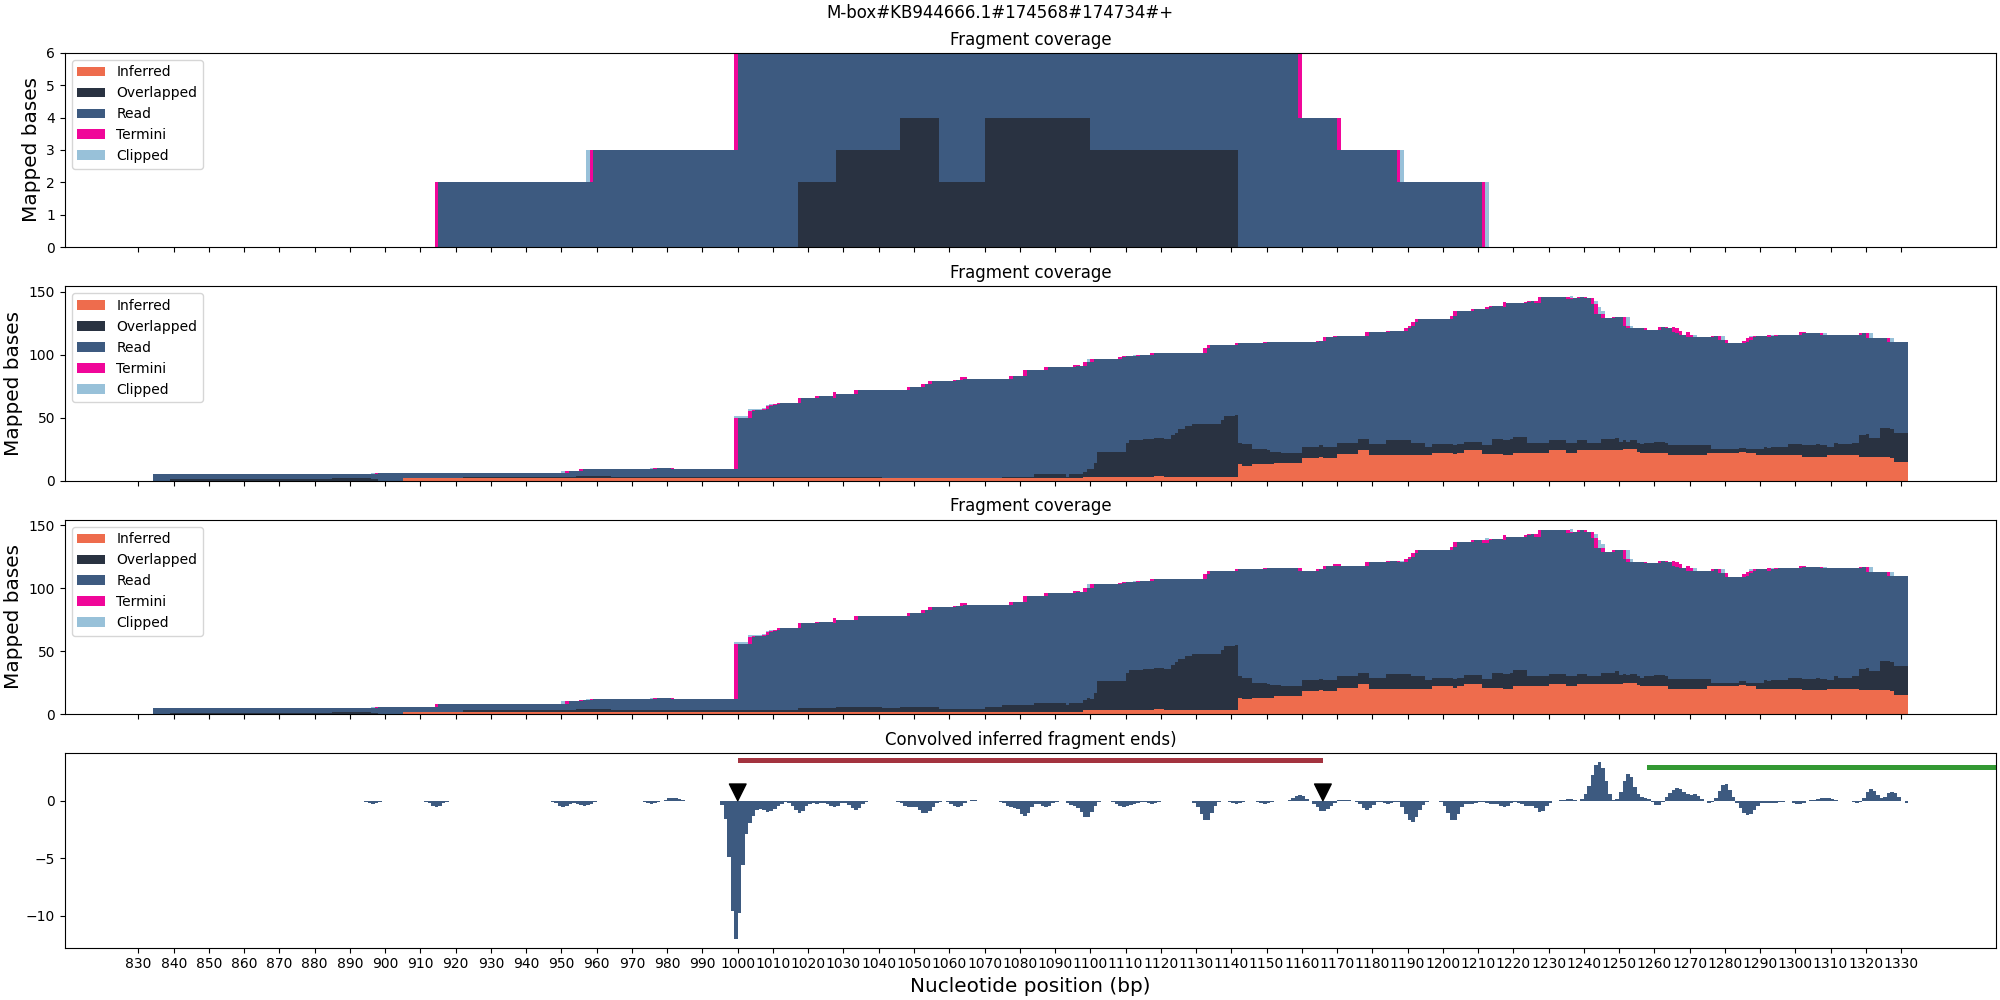 M-box#KB944666.1#174568#174734#+
Fragment coverage
Mapped bases
6
5
4
3
2
1
0
Inferred
Overlapped
Read
Termini
Clipped
Fragment coverage
Mapped bases
150
100
50
0
Inferred
Overlapped
Read
Termini
Clipped
Fragment coverage
Mapped bases
150
100
50
0
Inferred
Overlapped
Read
Termini
Clipped
Convolved inferred fragment ends)
0
−5
−10
830 840 850 860 870 880 890 900 910 920 930 940 950 960 970 980 990 1000 1010 1020 1030 1040 1050 1060 1070 1080 1090 1100 1110 1120 1130 1140 1150 1160 1170 1180 1190 1200 1210 1220 1230 1240 1250 1260 1270 1280 1290 1300 1310 1320 1330
Nucleotide position (bp)